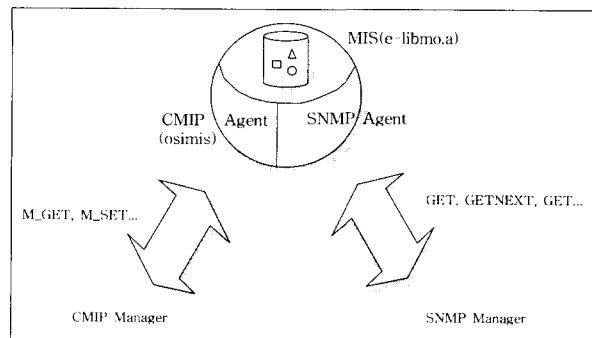 MIS(e-libmo.a)
CMIP Agent
(osimis)
SNMP Agent
M_GET, M_SET...
GET, GETNEXT, GET...
CMIP Manager
SNMP Manager